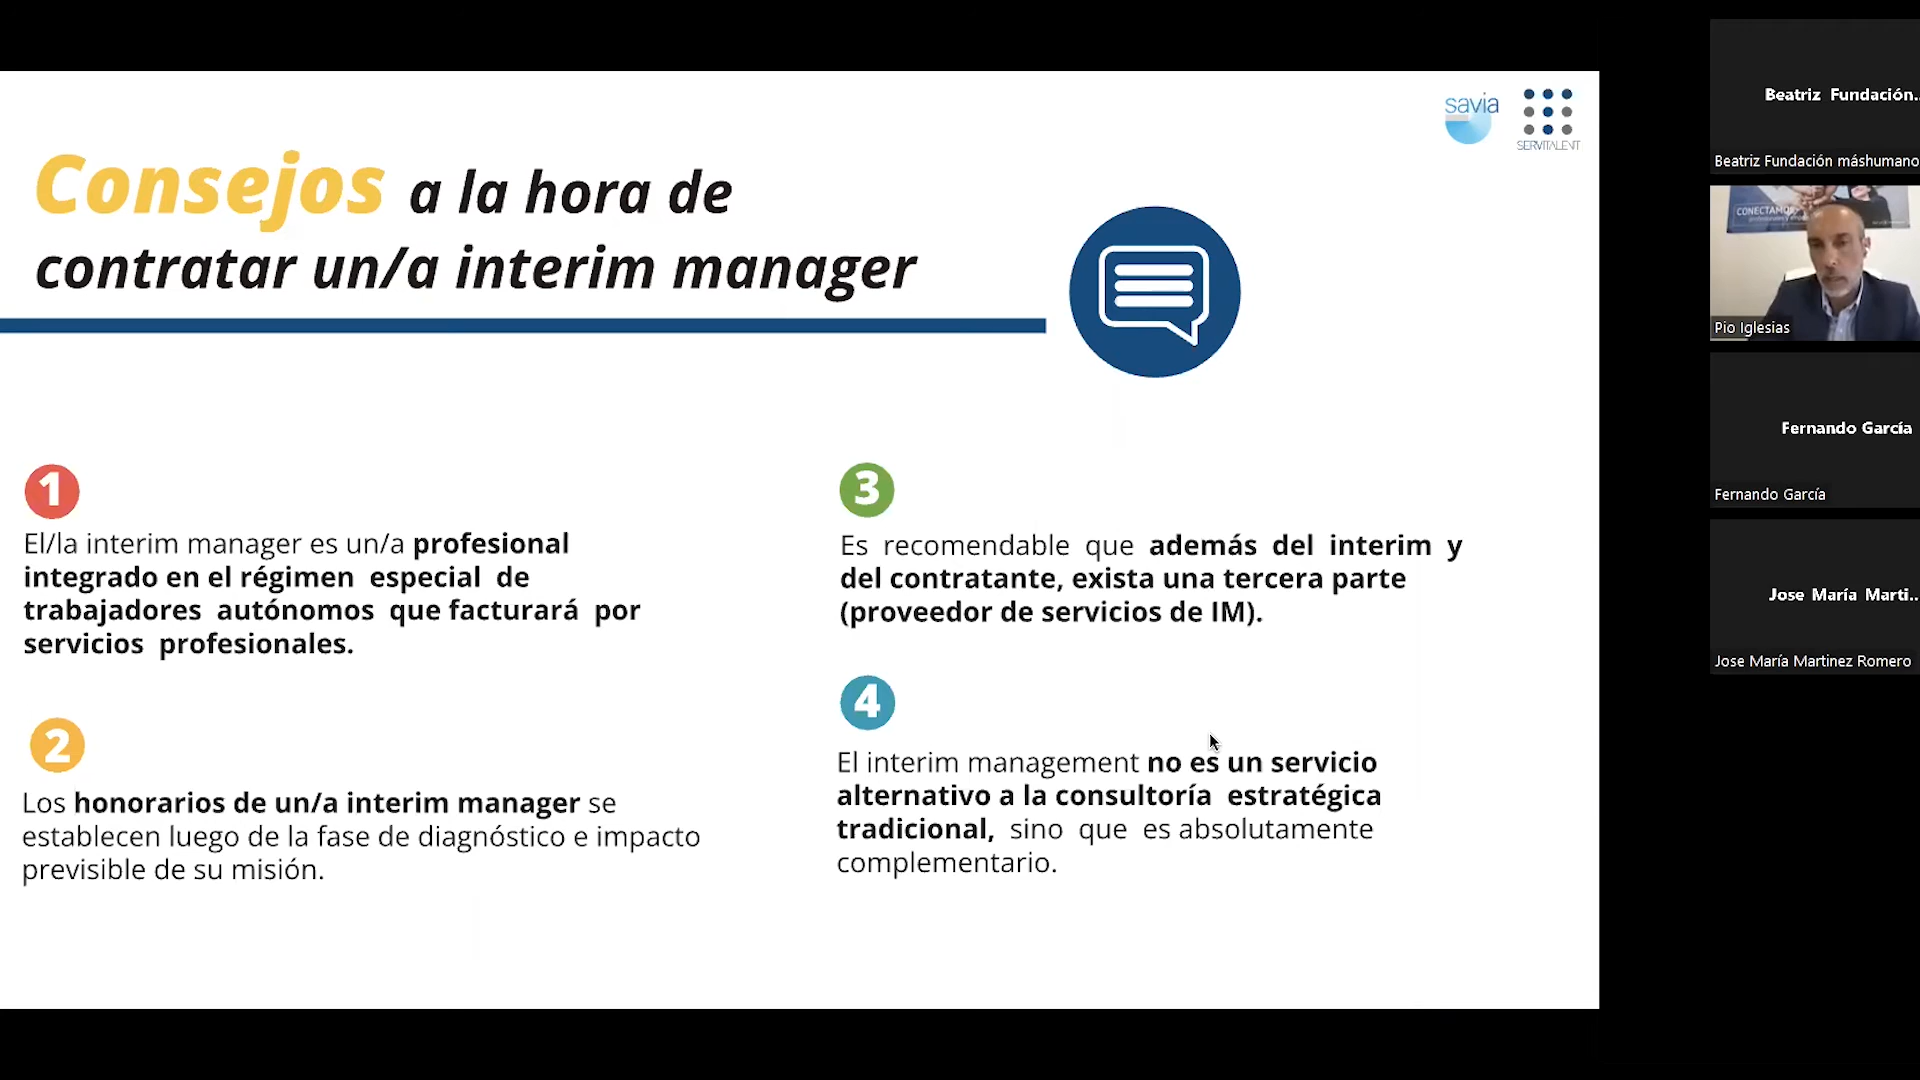 savia
SERVITALENT
Consejos a la hora de
contratar un/a interim manager
1
El/la interim manager es un/a profesional
integrado en el régimen especial de
trabajadores autónomos que facturará por
servicios profesionales.
2
Los honorarios de un/a interim manager se
establecen luego de la fase de diagnóstico e impacto
previsible de su misión.
3
Es recomendable que además del interim y
del contratante, exista una tercera parte
(proveedor de servicios de IM).
4
El interim management no es un servicio
alternativo a la consultoría estratégica
tradicional, sino que es absolutamente
complementario.
Beatriz Fundación...
Beatriz Fundación máshumano
CONECTAMOS
Pio Iglesias
Fernando García
Fernando García
Jose María Marti...
Jose María Martinez Romero